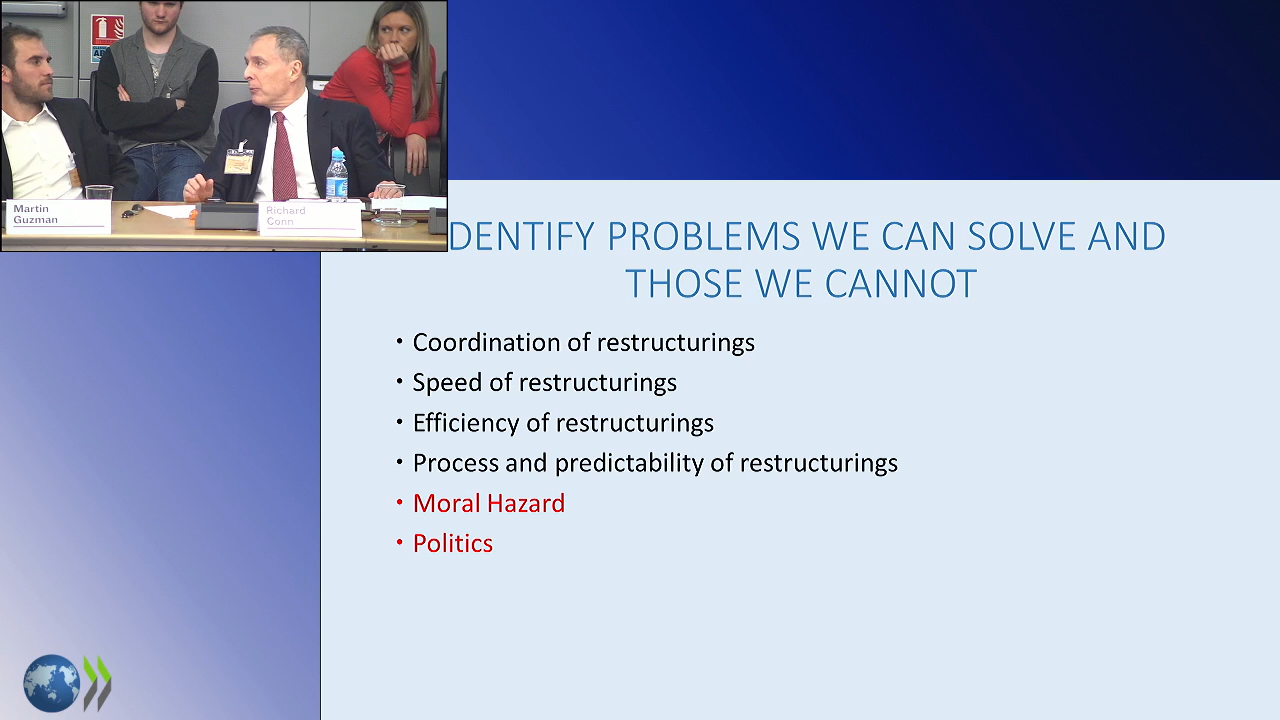 Martin
Guzman
Richard
Conn
DENTIFY PROBLEMS WE CAN SOLVE AND
THOSE WE CANNOT
• Coordination of restructurings
• Speed of restructurings
• Efficiency of restructurings
• Process and predictability of restructurings
• Moral Hazard
• Politics